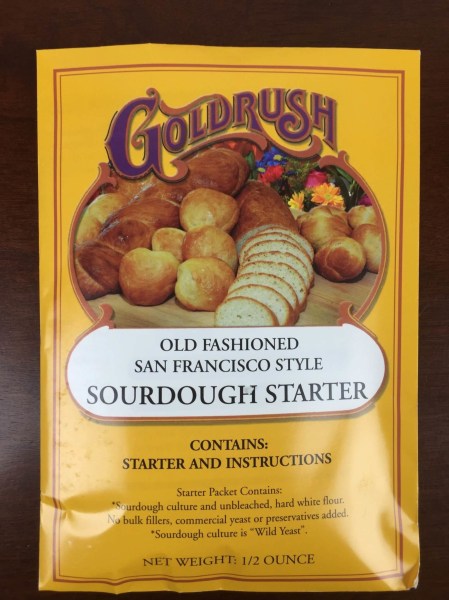 GOLDRUSH
OLD FASHIONED
SAN FRANCISCO STYLE
SOURDOUGH STARTER
CONTAINS:
STARTER AND INSTRUCTIONS
Starter Packet Contains:
*Sourdough culture and unbleached, hard white flour.
No bulk fillers, commercial yeast or preservatives added.
*Sourdough culture is "Wild Yeast".
NET WEIGHT: 1/2 OUNCE